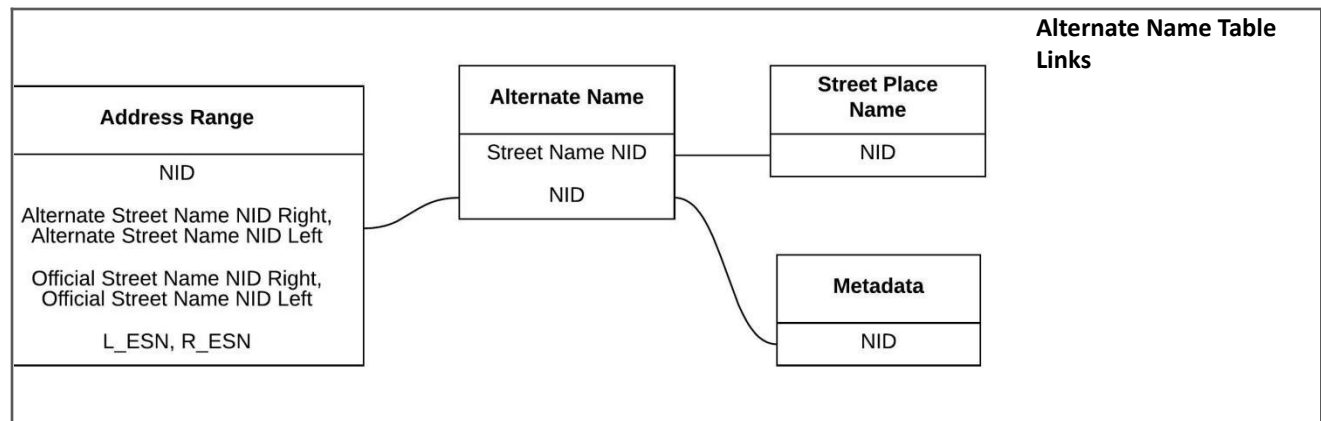 Alternate Name Table
Links
Address Range
NID
Alternate Street Name NID Right,
Alternate Street Name NID Left
Official Street Name NID Right,
Official Street Name NID Left
L_ESN, R_ESN
Alternate Name
Street Name NID
NID
Street Place
Name
NID
Metadata
NID